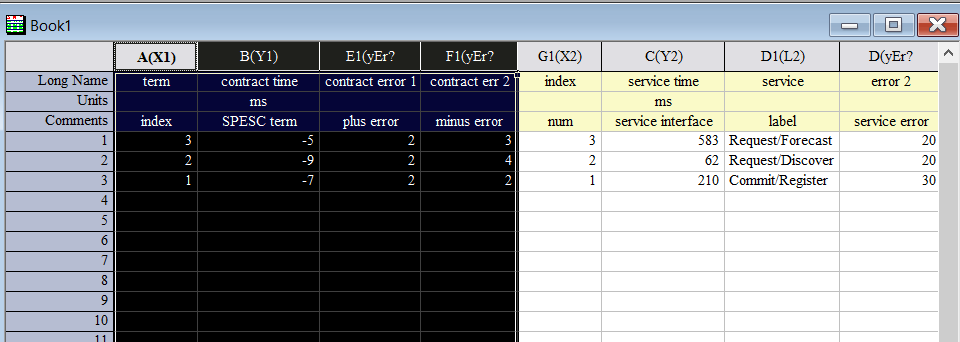 Book1
A(X1) B(Y1) E1(yEr? F1(yEr? G1(X2) C(Y2) D1(L2) D(yEr?
Long Name term contract time contract error 1 contract err 2 index service time service error 2
Units ms ms
Comments index SPESC term plus error minus error num service interface label service error
1 3 -5 2 3 3 583 Request/Forecast 20
2 2 -9 2 4 2 62 Request/Discover 20
3 1 -7 2 2 1 210 Commit/Register 30
4
5
6
7
8
9
10
11